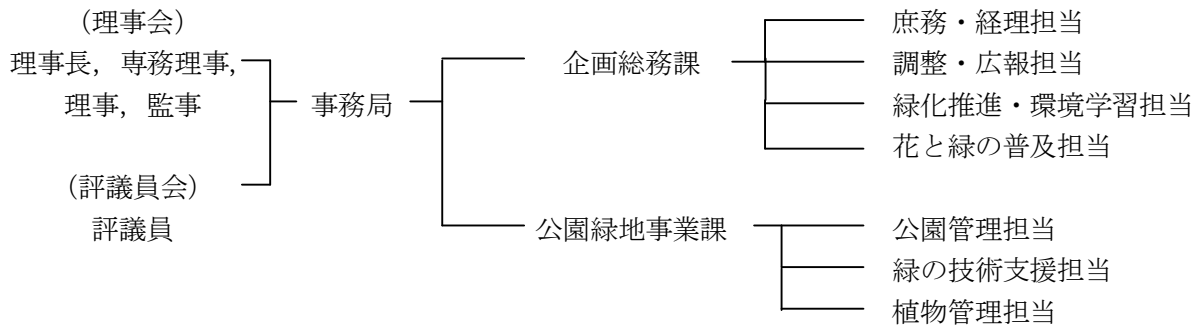 (理事会)
理事長,専務理事,
理事,監事
(評議員会)
評議員
事務局
企画総務課
庶務・経理担当
調整・広報担当
緑化推進・環境学習担当
花と緑の普及担当
公園緑地事業課
公園管理担当
緑の技術支援担当
植物管理担当